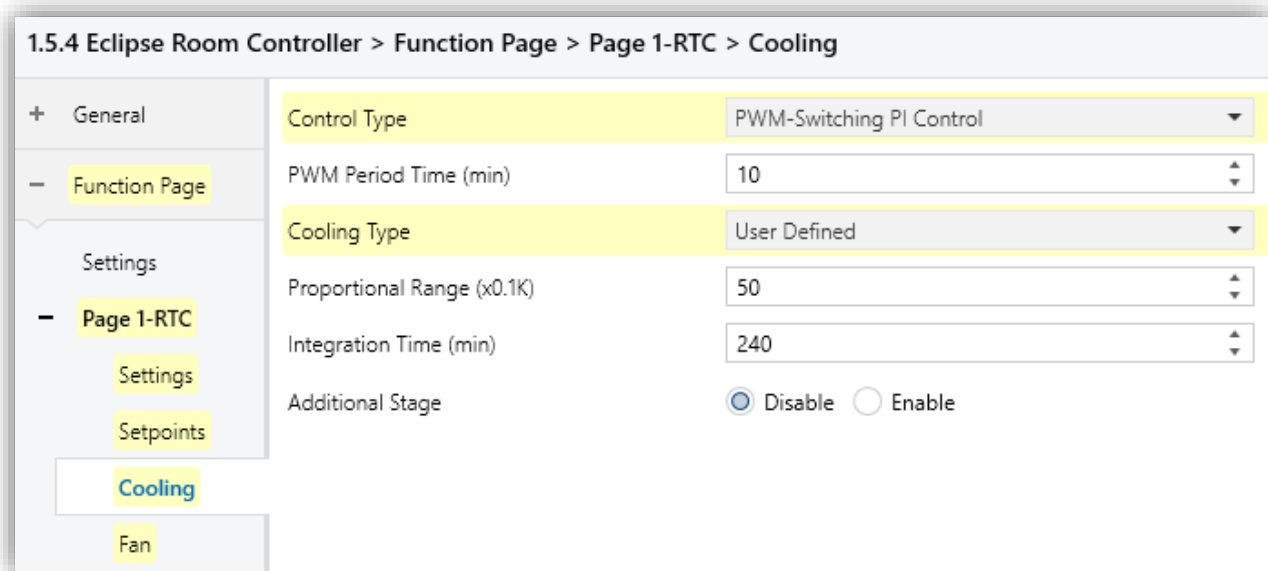 1.5.4 Eclipse Room Controller > Function Page > Page 1-RTC > Cooling
+ General
− Function Page
Settings
− Page 1-RTC
Settings
Setpoints
Cooling
Fan
Control Type PWM-Switching PI Control
PWM Period Time (min) 10
Cooling Type User Defined
Proportional Range (x0.1K) 50
Integration Time (min) 240
Additional Stage Disable Enable